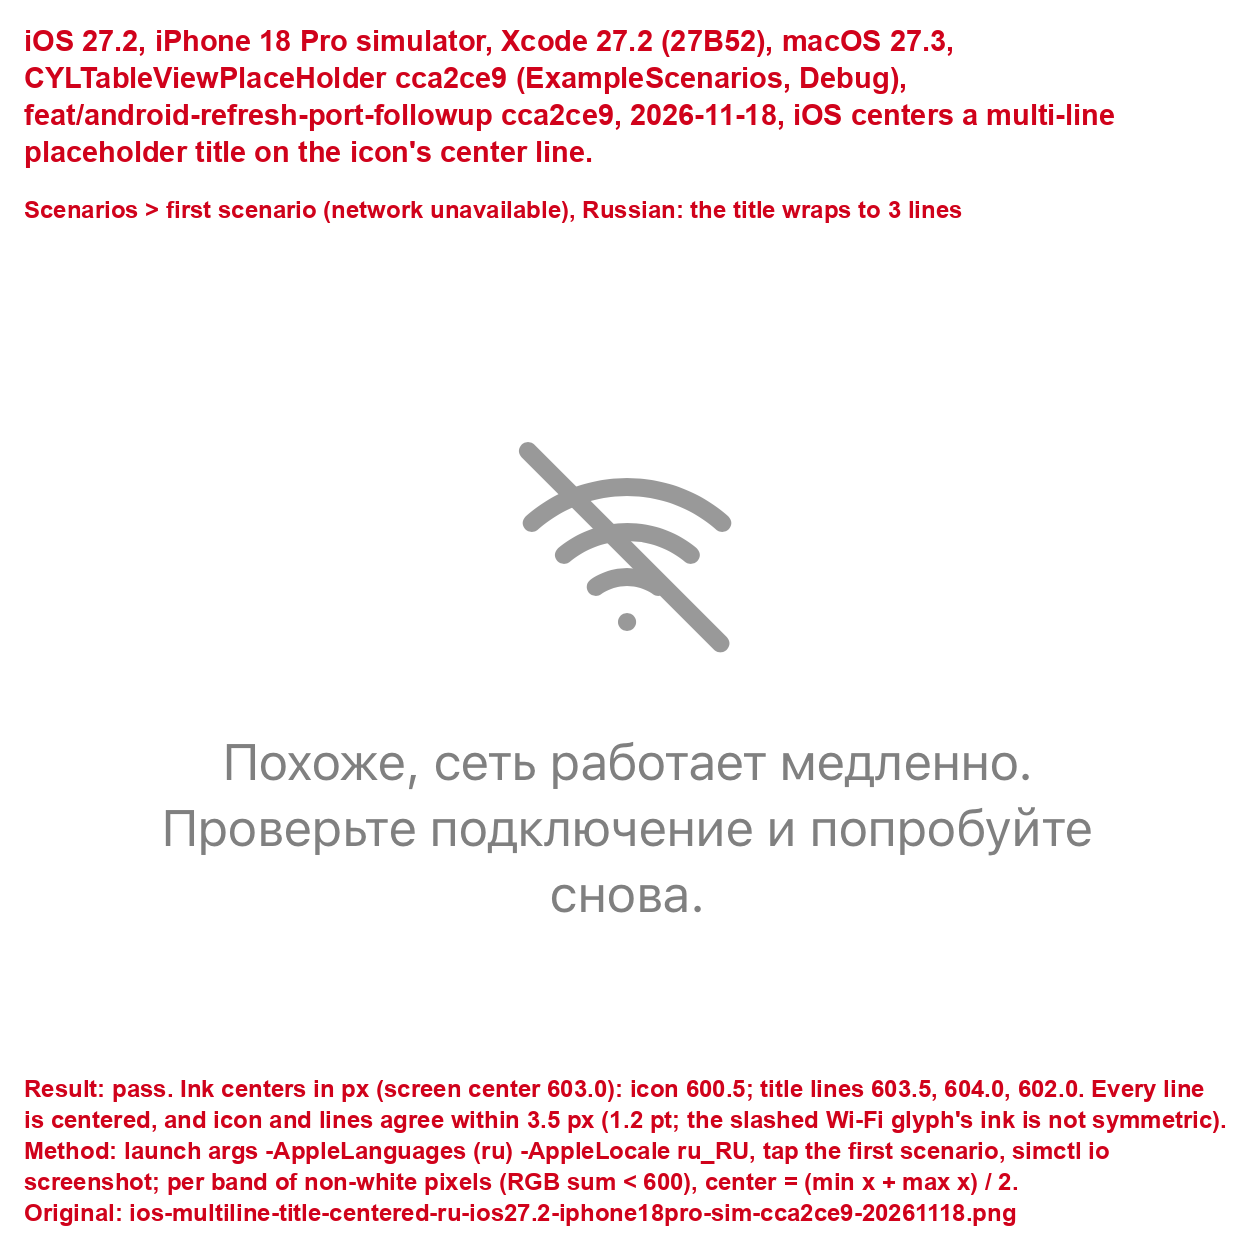 iOS 27.2, iPhone 18 Pro simulator, Xcode 27.2 (27B52), macOS 27.3,
CYLTableViewPlaceHolder cca2ce9 (ExampleScenarios, Debug),
feat/android-refresh-port-followup cca2ce9, 2026-11-18, iOS centers a multi-line
placeholder title on the icon's center line.
Scenarios > first scenario (network unavailable), Russian: the title wraps to 3 lines
Похоже, сеть работает медленно.
Проверьте подключение и попробуйте
снова.
Result: pass. Ink centers in px (screen center 603.0): icon 600.5; title lines 603.5, 604.0, 602.0. Every line
is centered, and icon and lines agree within 3.5 px (1.2 pt; the slashed Wi-Fi glyph's ink is not symmetric).
Method: launch args -AppleLanguages (ru) -AppleLocale ru_RU, tap the first scenario, simctl io
screenshot; per band of non-white pixels (RGB sum < 600), center = (min x + max x) / 2.
Original: ios-multiline-title-centered-ru-ios27.2-iphone18pro-sim-cca2ce9-20261118.png